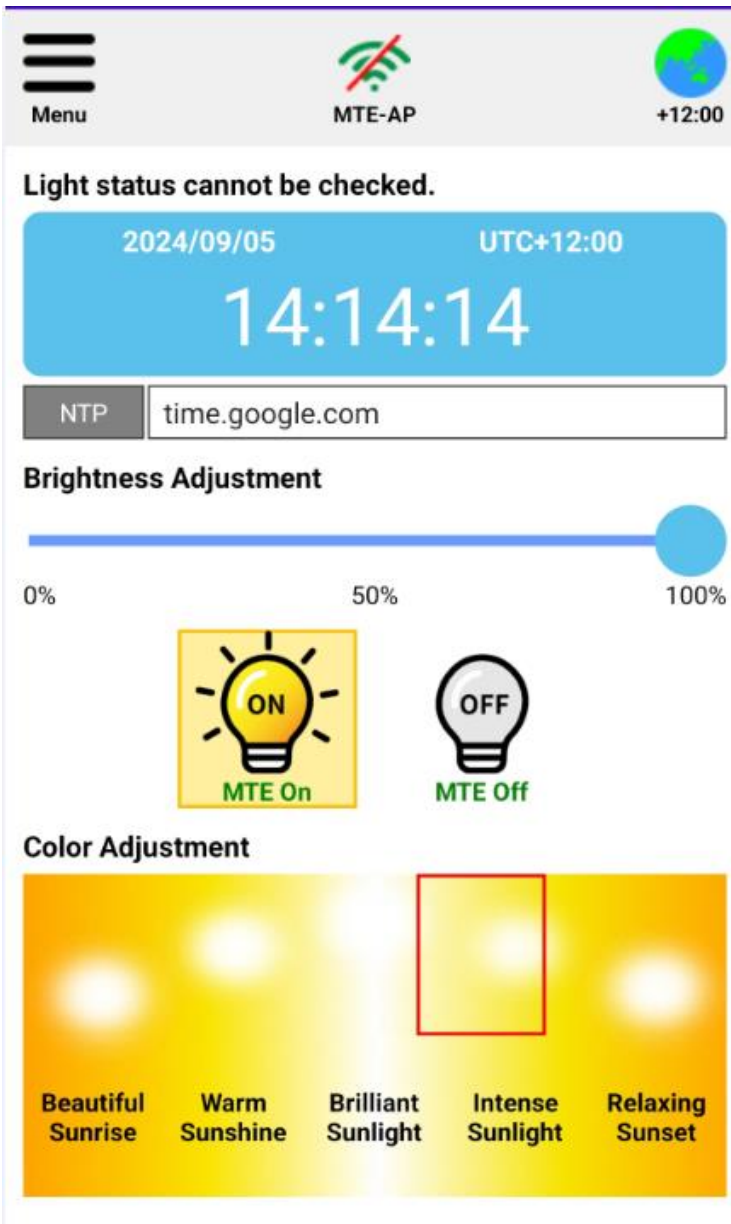 Menu
MTE-AP
+12:00
Light status cannot be checked.
2024/09/05 UTC+12:00
14:14:14
NTP time.google.com
Brightness Adjustment
0% 50% 100%
ON OFF
MTE On MTE Off
Color Adjustment
Beautiful Warm Brilliant Intense Relaxing
Sunrise Sunshine Sunlight Sunlight Sunset